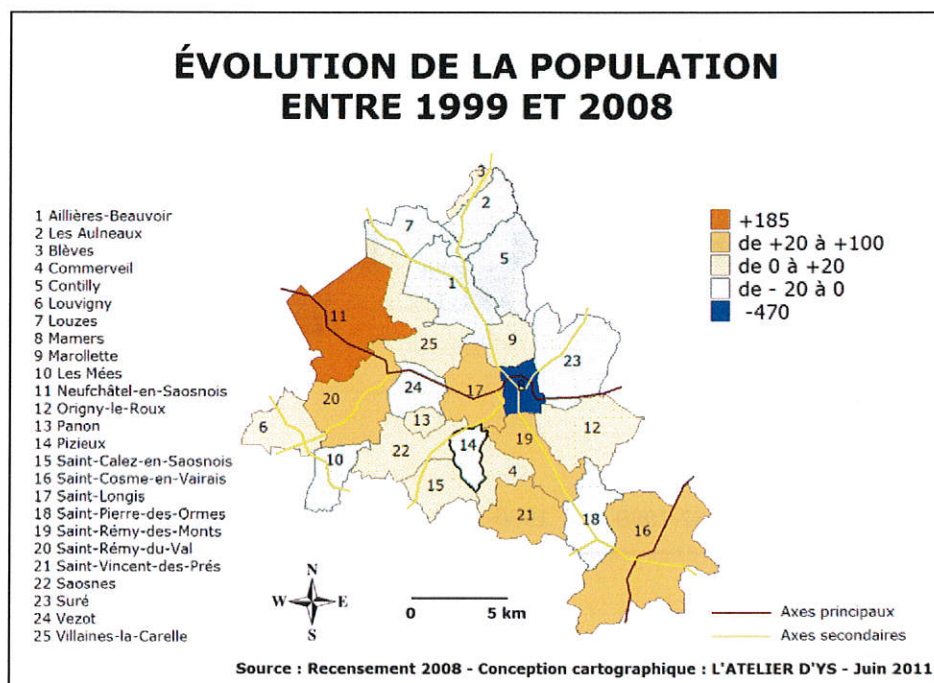 ÉVOLUTION DE LA POPULATION
ENTRE 1999 ET 2008
1 Aillières-Beauvoir
2 Les Aulneaux
3 Blèves
4 Commerveil
5 Contilly
6 Louvigny
7 Louzes
8 Mamers
9 Marollette
10 Les Mées
11 Neufchâtel-en-Saosnois
12 Origny-le-Roux
13 Panon
14 Pizieux
15 Saint-Calez-en-Saosnois
16 Saint-Cosme-en-Vairais
17 Saint-Longis
18 Saint-Pierre-des-Ormes
19 Saint-Rémy-des-Monts
20 Saint-Rémy-du-Val
21 Saint-Vincent-des-Prés
22 Saosnes
23 Suré
24 Vezot
25 Villaines-la-Carelle
3
2
7
5
1
11
25
9
23
8
17
24
20
13
6
12
19
14
22
10
4
15
21
18
16
+185
de +20 à +100
de 0 à +20
de - 20 à 0
-470
N
W E
S
0 5 km
Axes principaux
Axes secondaires
Source : Recensement 2008 - Conception cartographique : L'ATELIER D'YS - Juin 2011